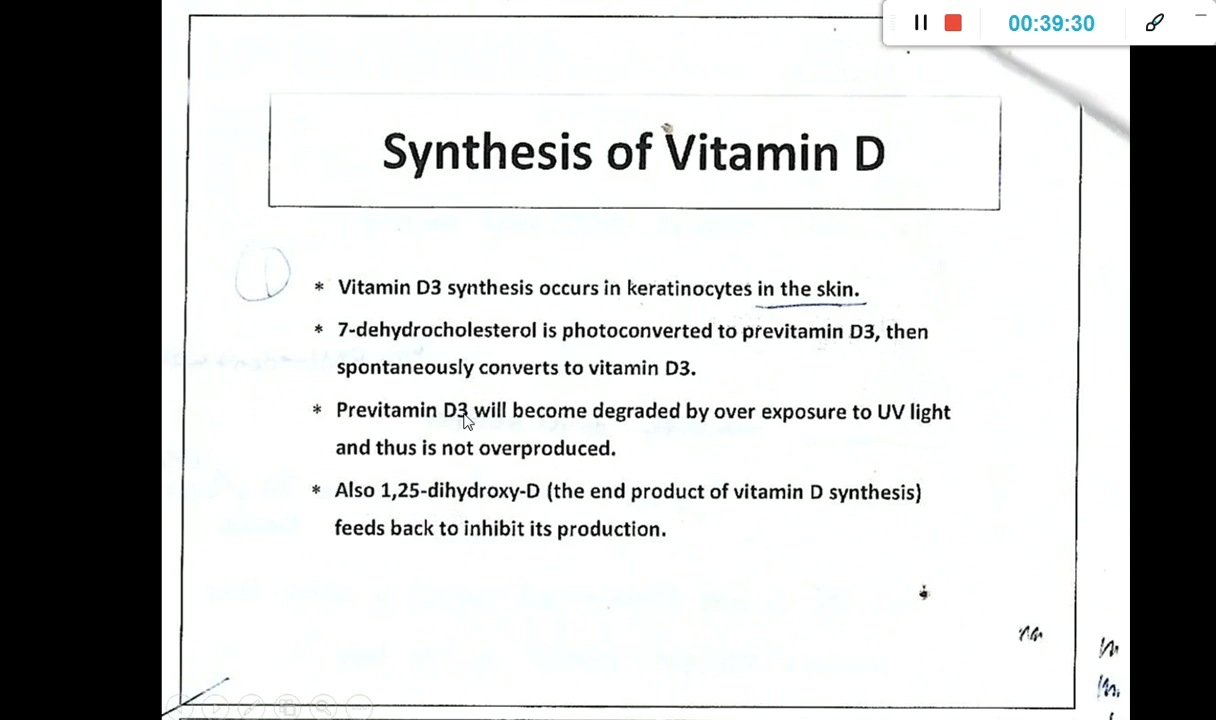 00:39:30
Synthesis of Vitamin D
* Vitamin D3 synthesis occurs in keratinocytes in the skin.
* 7-dehydrocholesterol is photoconverted to previtamin D3, then
spontaneously converts to vitamin D3.
* Previtamin D3 will become degraded by over exposure to UV light
and thus is not overproduced.
* Also 1,25-dihydroxy-D (the end product of vitamin D synthesis)
feeds back to inhibit its production.